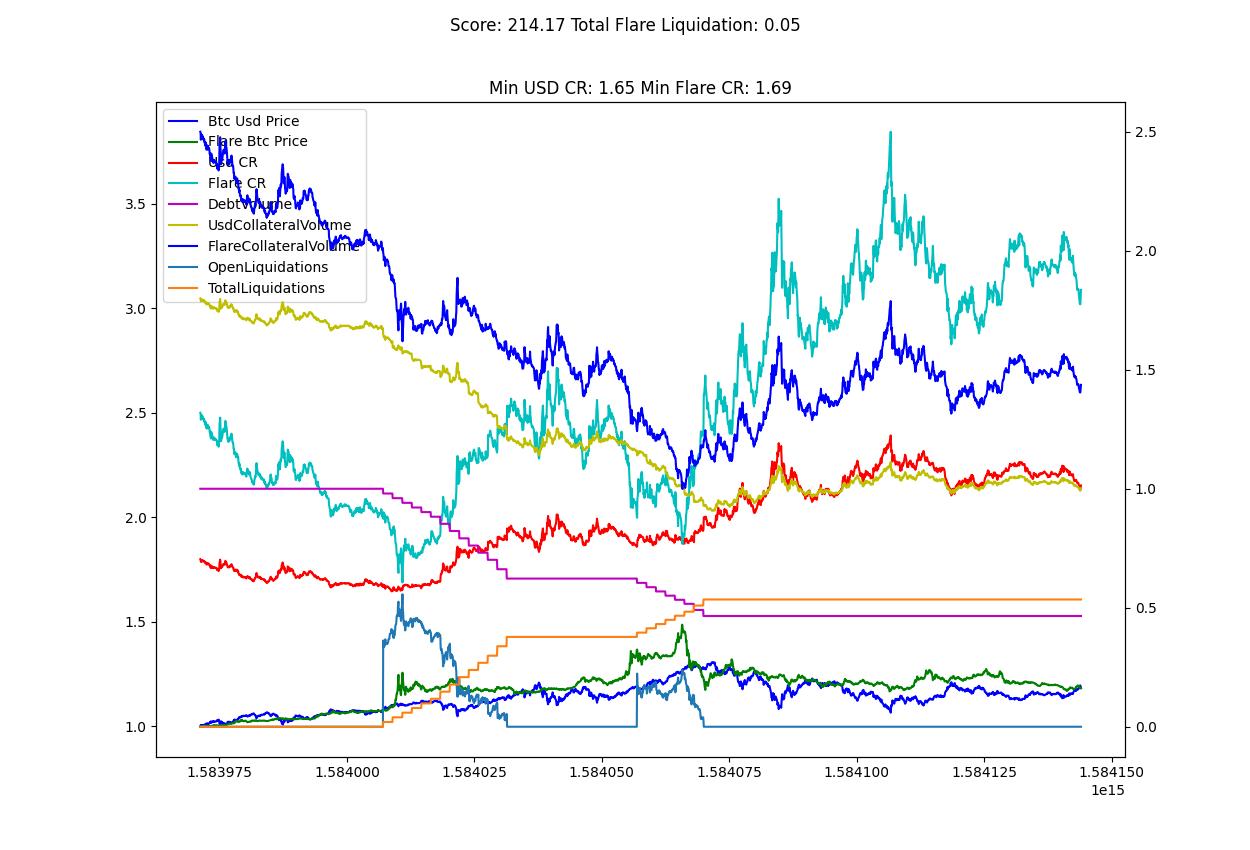 Score: 214.17 Total Flare Liquidation: 0.05
Min USD CR: 1.65 Min Flare CR: 1.69
Btc Usd Price
Flare Btc Price
Usd CR
Flare CR
DebtVolume
UsdCollateralVolume
FlareCollateralVolume
OpenLiquidations
TotalLiquidations
3.5
3.0
2.5
2.0
1.5
1.0
2.5
2.0
1.5
1.0
0.5
0.0
1.583975 1.584000 1.584025 1.584050 1.584075 1.584100 1.584125 1.584150
1e15